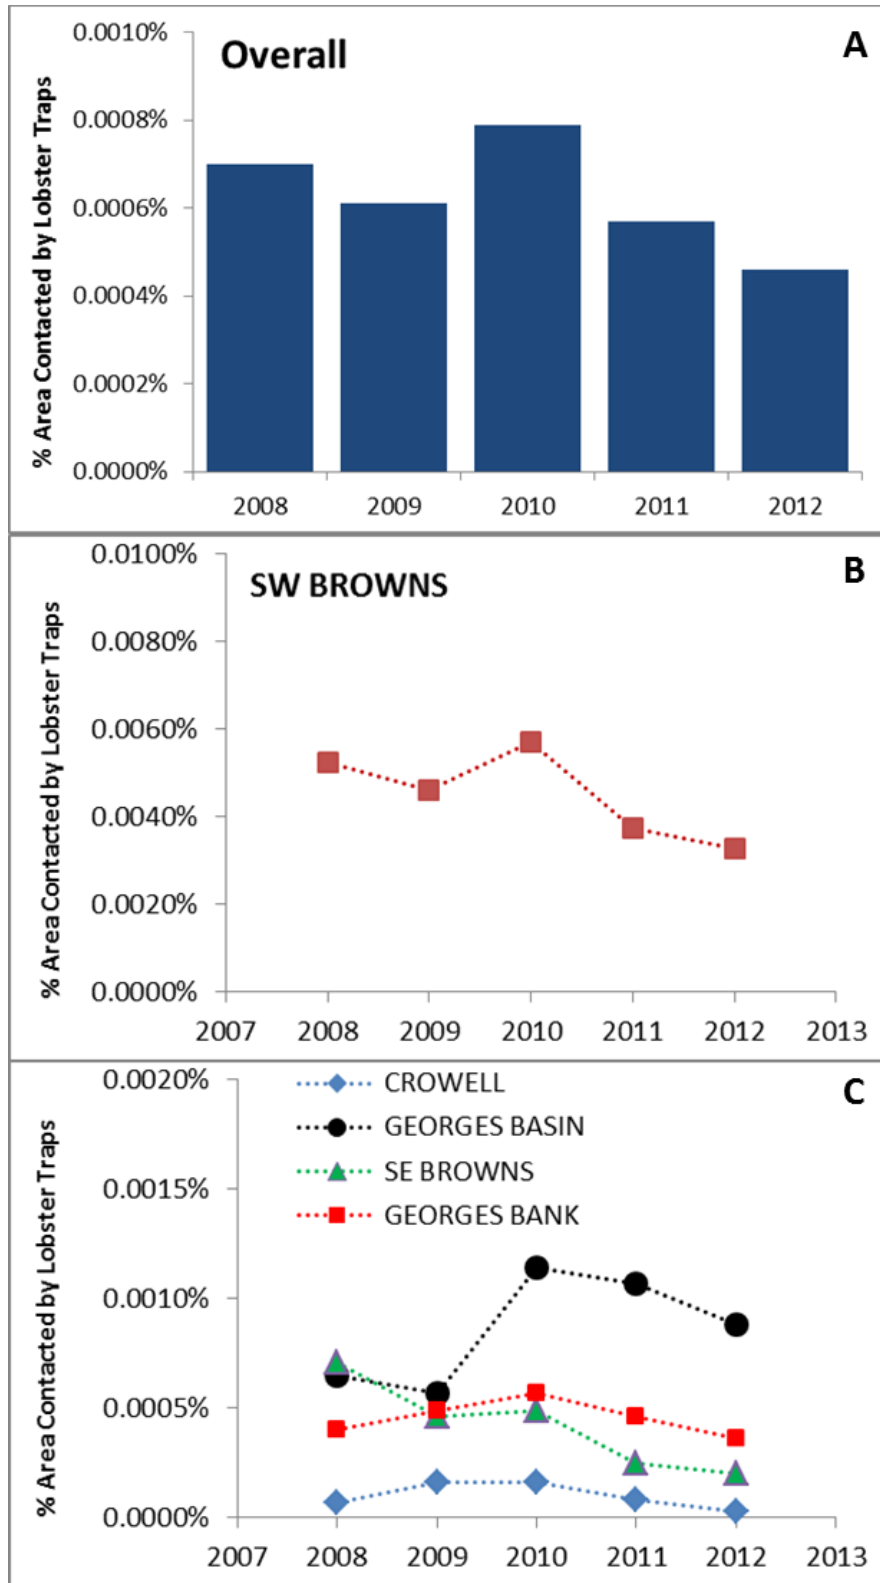 A
Overall
% Area Contacted by Lobster Traps
0.0010%
0.0008%
0.0006%
0.0004%
0.0002%
0.0000%
2008 2009 2010 2011 2012
B
SW BROWNS
% Area Contacted by Lobster Traps
0.0100%
0.0080%
0.0060%
0.0040%
0.0020%
0.0000%
2007 2008 2009 2010 2011 2012 2013
C
CROWELL
GEORGES BASIN
SE BROWNS
GEORGES BANK
% Area Contacted by Lobster Traps
0.0020%
0.0015%
0.0010%
0.0005%
0.0000%
2007 2008 2009 2010 2011 2012 2013